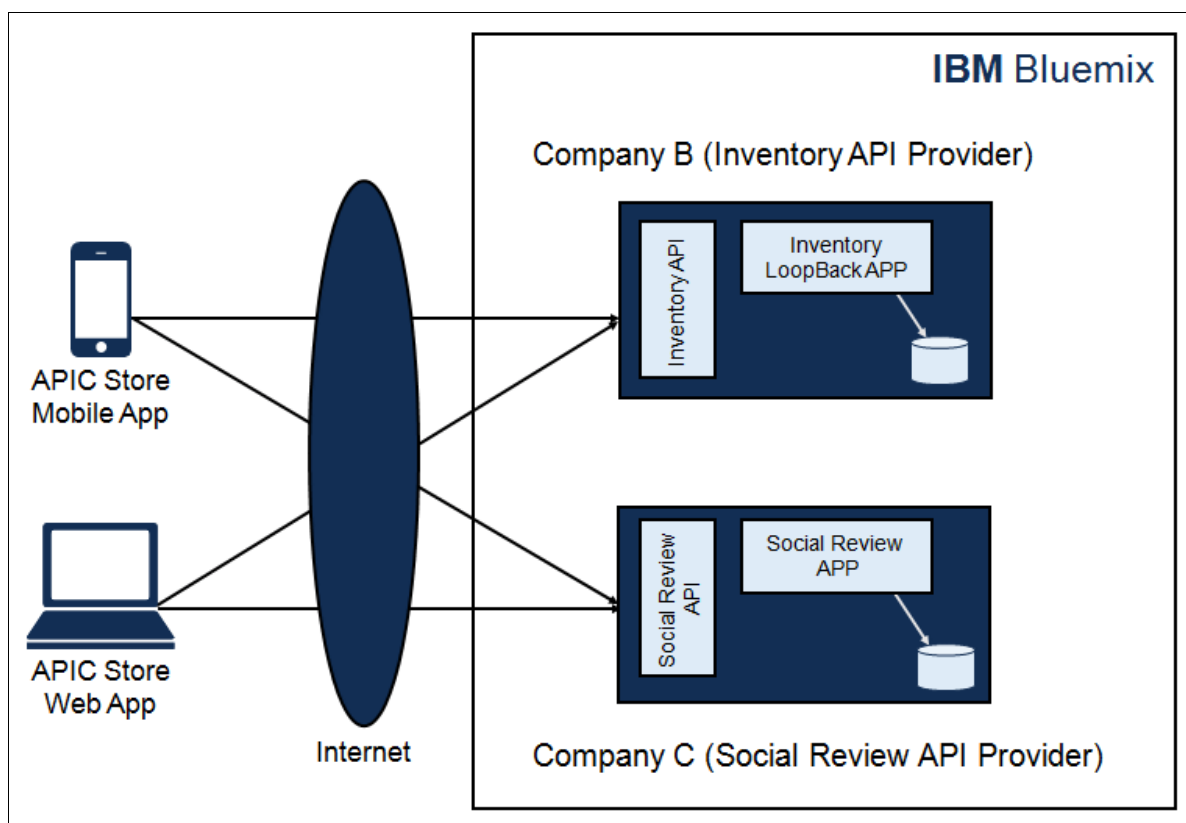 IBM Bluemix
Company B (Inventory API Provider)
Inventory API
Inventory
LoopBack APP
APIC Store
Mobile App
Social Review
API
Social Review
APP
APIC Store
Web App
Internet
Company C (Social Review API Provider)